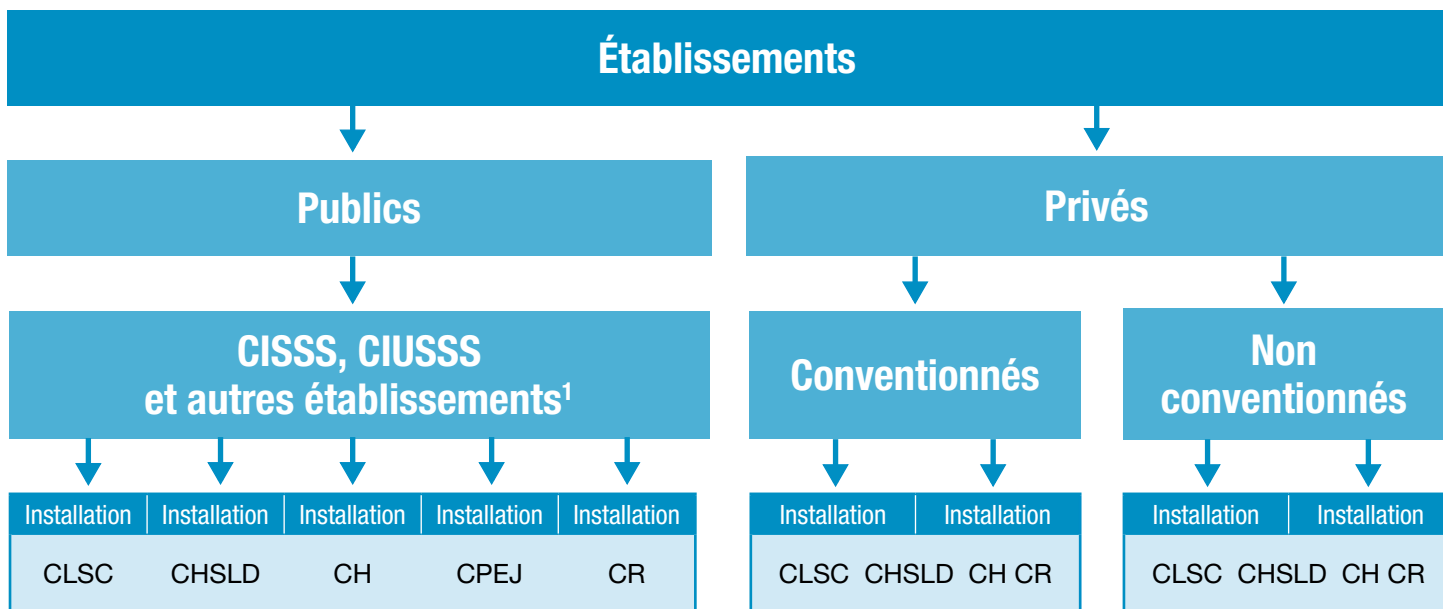 Établissements
Publics
Privés
CISSS, CIUSSS
et autres établissements¹
Conventionnés
Non
conventionnés
Installation Installation Installation Installation Installation
CLSC CHSLD CH CPEJ CR
Installation Installation
CLSC CHSLD CH CR
Installation Installation
CLSC CHSLD CH CR